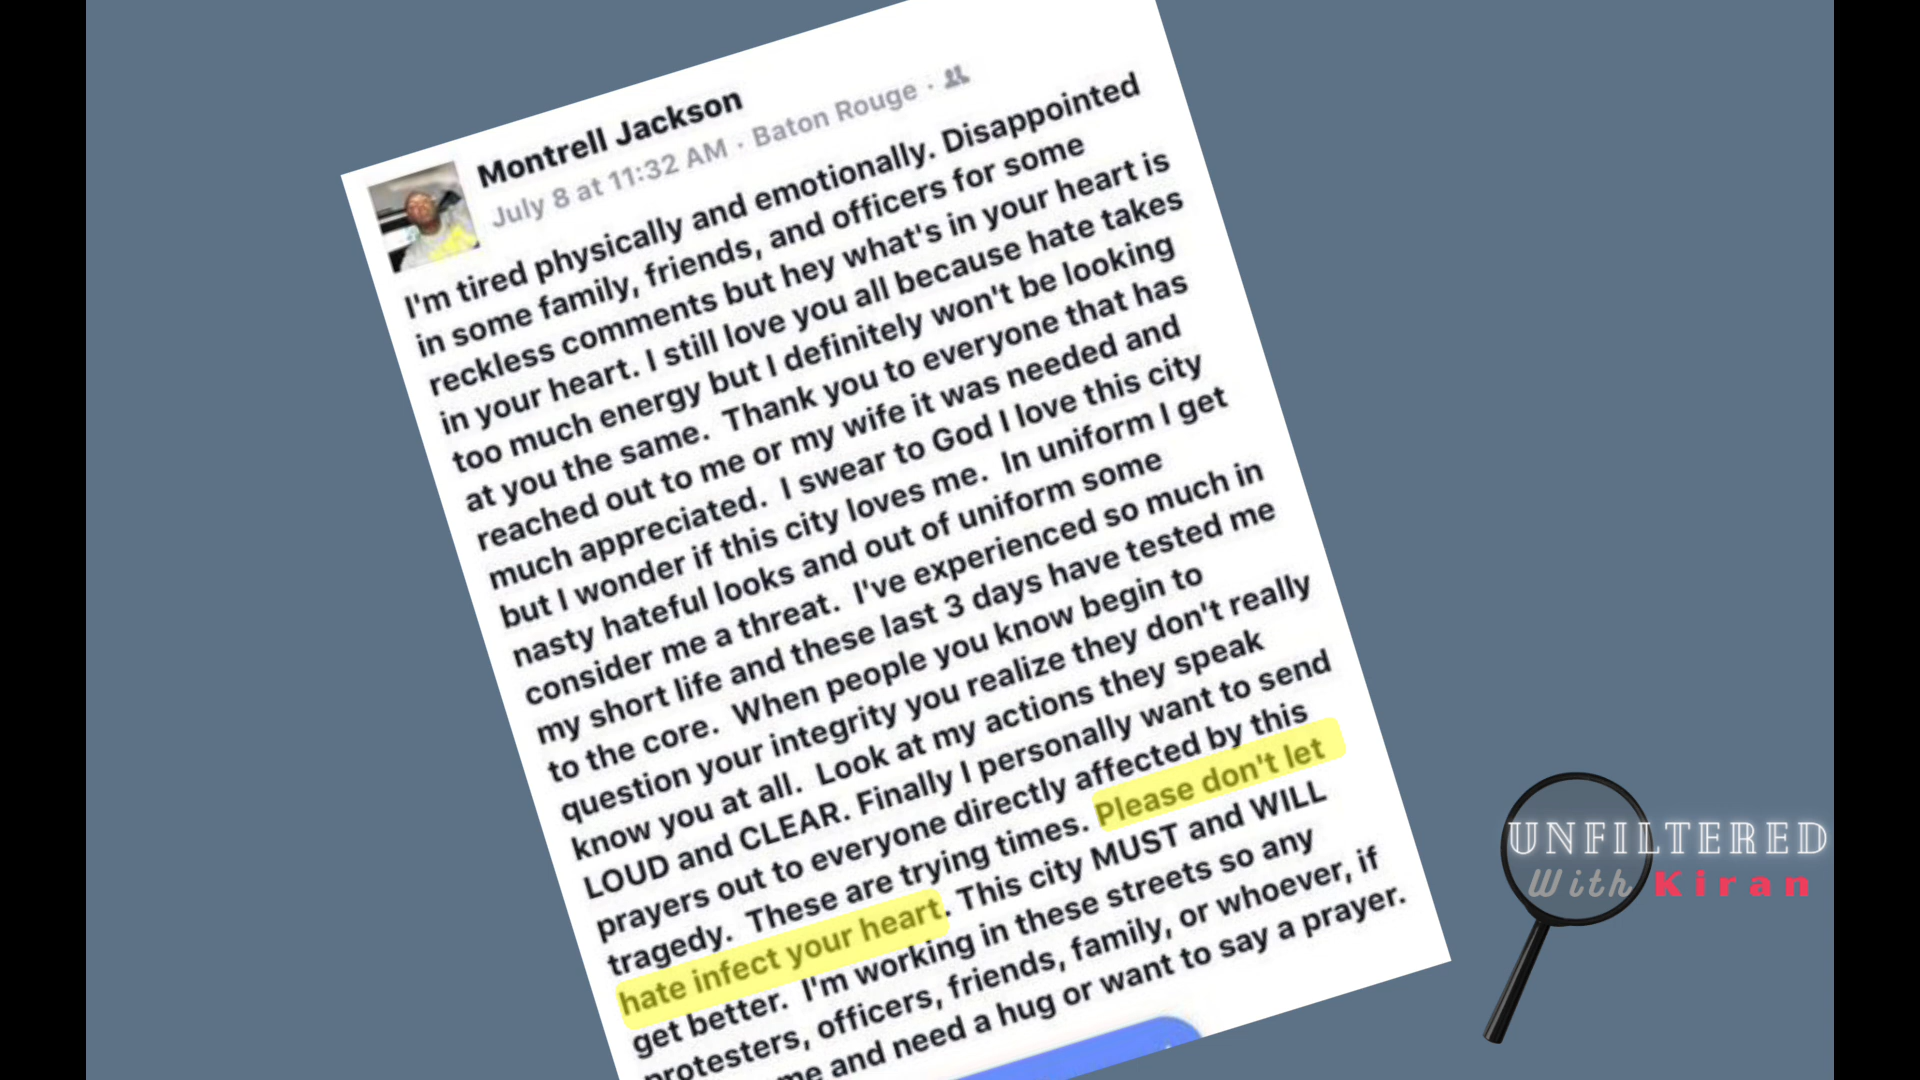 Montrell Jackson
July 8 at 11:32 AM · Baton Rouge ·
I'm tired physically and emotionally. Disappointed
in some family, friends, and officers for some
reckless comments but hey what's in your heart is
in your heart. I still love you all because hate takes
too much energy but I definitely won't be looking
at you the same. Thank you to everyone that has
reached out to me or my wife it was needed and
much appreciated. I swear to God I love this city
but I wonder if this city loves me. In uniform I get
nasty hateful looks and out of uniform some
consider me a threat. I've experienced so much in
my short life and these last 3 days have tested me
to the core. When people you know begin to
question your integrity you realize they don't really
know you at all. Look at my actions they speak
LOUD and CLEAR. Finally I personally want to send
prayers out to everyone directly affected by this
tragedy. These are trying times. Please don't let
hate infect your heart. This city MUST and WILL
get better. I'm working in these streets so any
protesters, officers, friends, family, or whoever, if
me and need a hug or want to say a prayer.
UNFILTERED
With Kiran